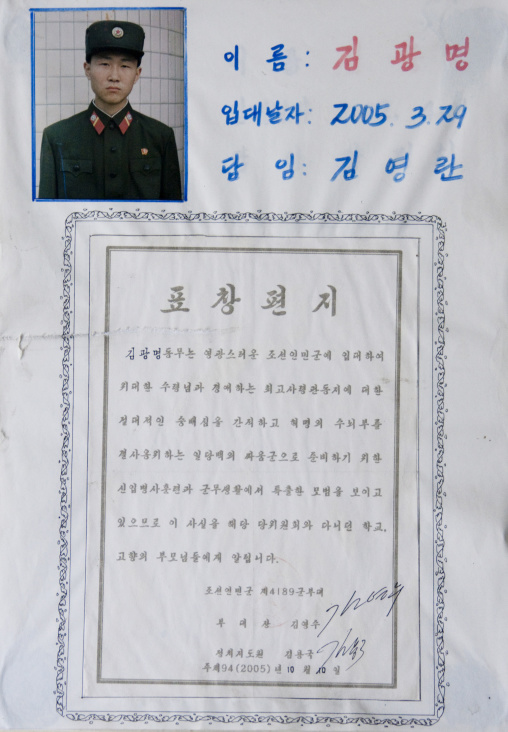 이 름 : 김 광 명
입대날자 : 2005. 3. 29
담 임 : 김 영 란
표 창 편 지
김광명동무는 영광스러운 조선인민군에 입대하여
위대한 수령님과 경애하는 최고사령관동지에 대한
절대적인 숭배심을 간직하고 혁명의 수뇌부를
결사옹위하는 일당백의 싸움군으로 준비하기 위한
신입병사훈련과 군무생활에서 특출한 모범을 보이고
있으므로 이 사실을 해당 당위원회와 다니던 학교,
고향의 부모님들에게 알립니다.
조선인민군 제4189군부대
부 대 장 김영수
정치지도원
주체94(2005)년 10월 10일